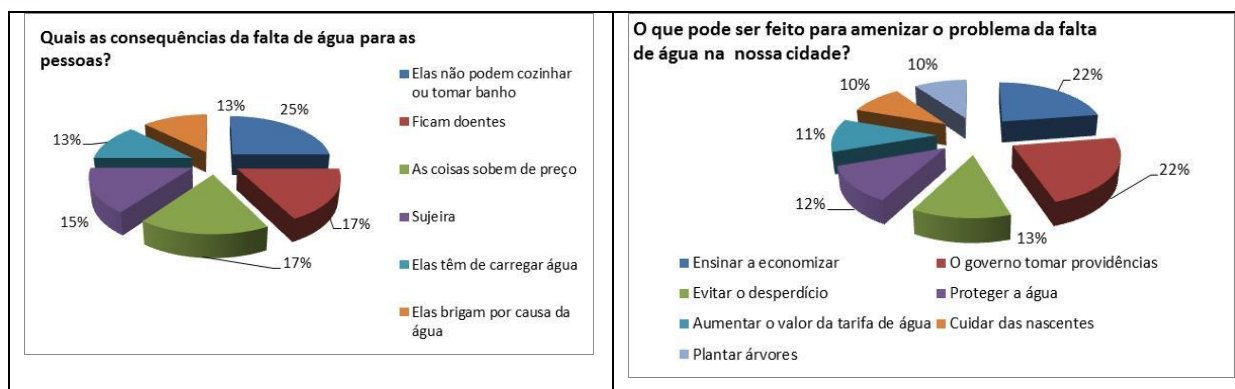 Quais as consequências da falta de água para as
pessoas?
13%
25%
13%
15%
17%
17%
Elas não podem cozinhar
ou tomar banho
Ficam doentes
As coisas sobem de preço
Sujeira
Elas têm de carregar água
Elas brigam por causa da
água
O que pode ser feito para amenizar o problema da falta
de água na nossa cidade?
10%
22%
10%
11%
22%
12%
13%
Ensinar a economizar
O governo tomar providências
Evitar o desperdício
Proteger a água
Aumentar o valor da tarifa de água
Cuidar das nascentes
Plantar árvores